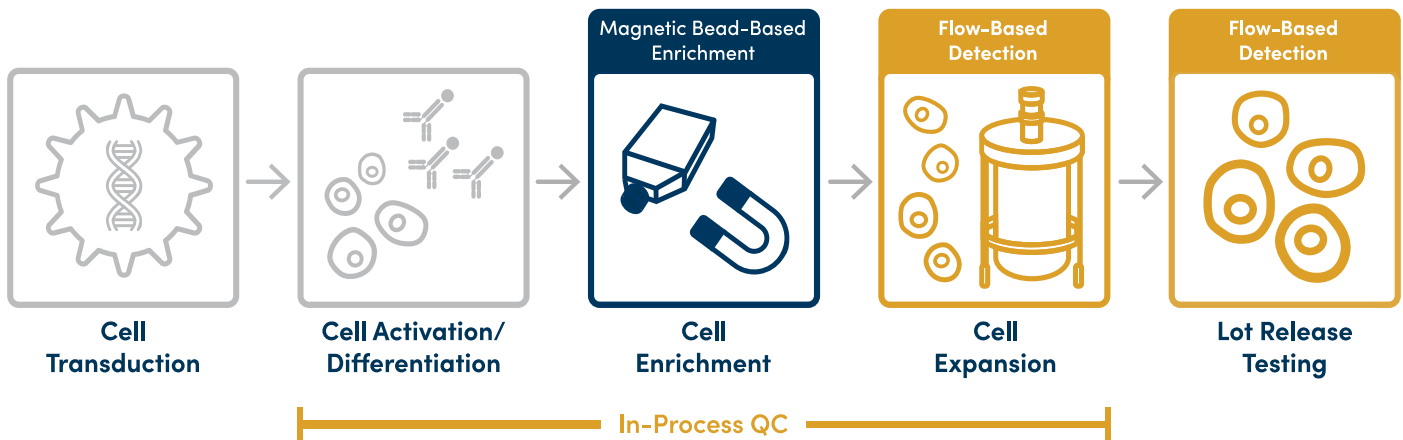 Magnetic Bead-Based
Enrichment
Flow-Based
Detection
Flow-Based
Detection
Cell
Transduction
Cell Activation/
Differentiation
Cell
Enrichment
Cell
Expansion
Lot Release
Testing
In-Process QC